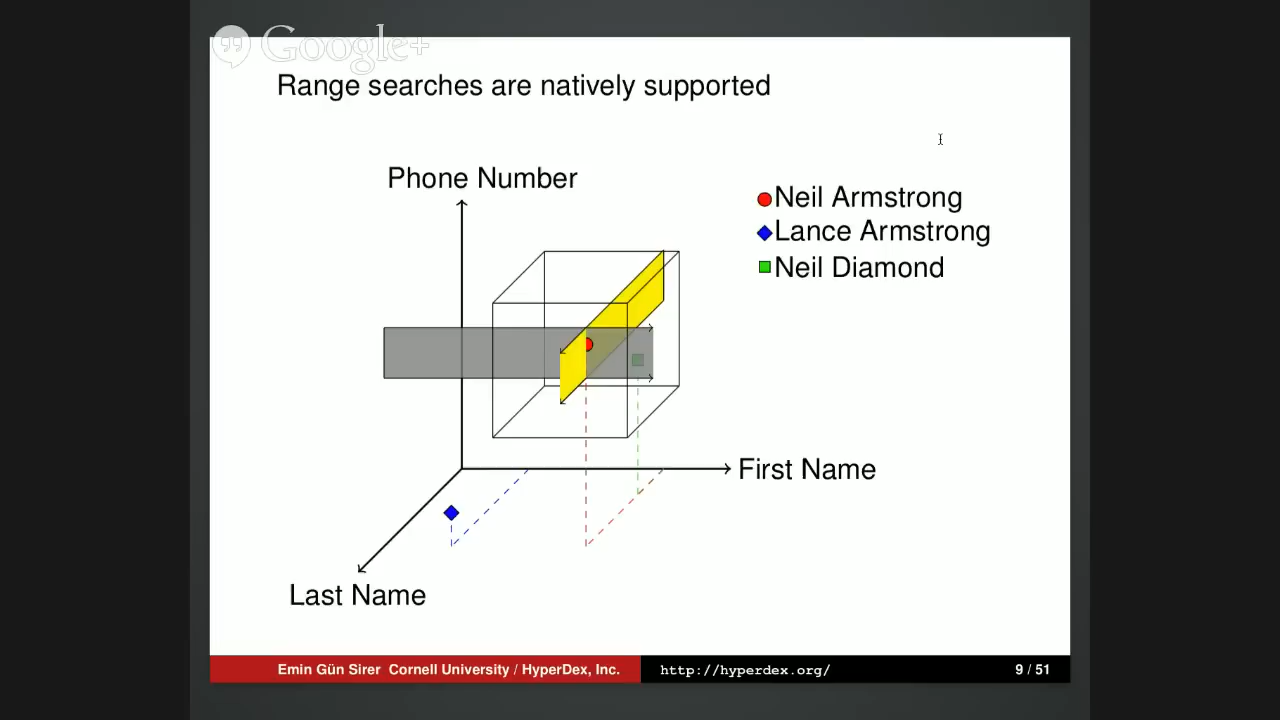 Google+
Range searches are natively supported
Phone Number
Neil Armstrong
Lance Armstrong
Neil Diamond
First Name
Last Name
Emin Gün Sirer Cornell University / HyperDex, Inc.
http://hyperdex.org/
9 / 51